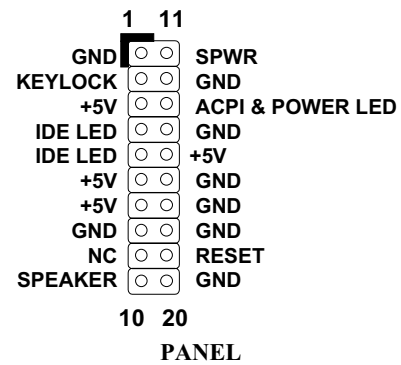 1 11
GND SPWR
KEYLOCK GND
+5V ACPI & POWER LED
IDE LED GND
IDE LED +5V
+5V GND
+5V GND
GND GND
NC RESET
SPEAKER GND
10 20
PANEL